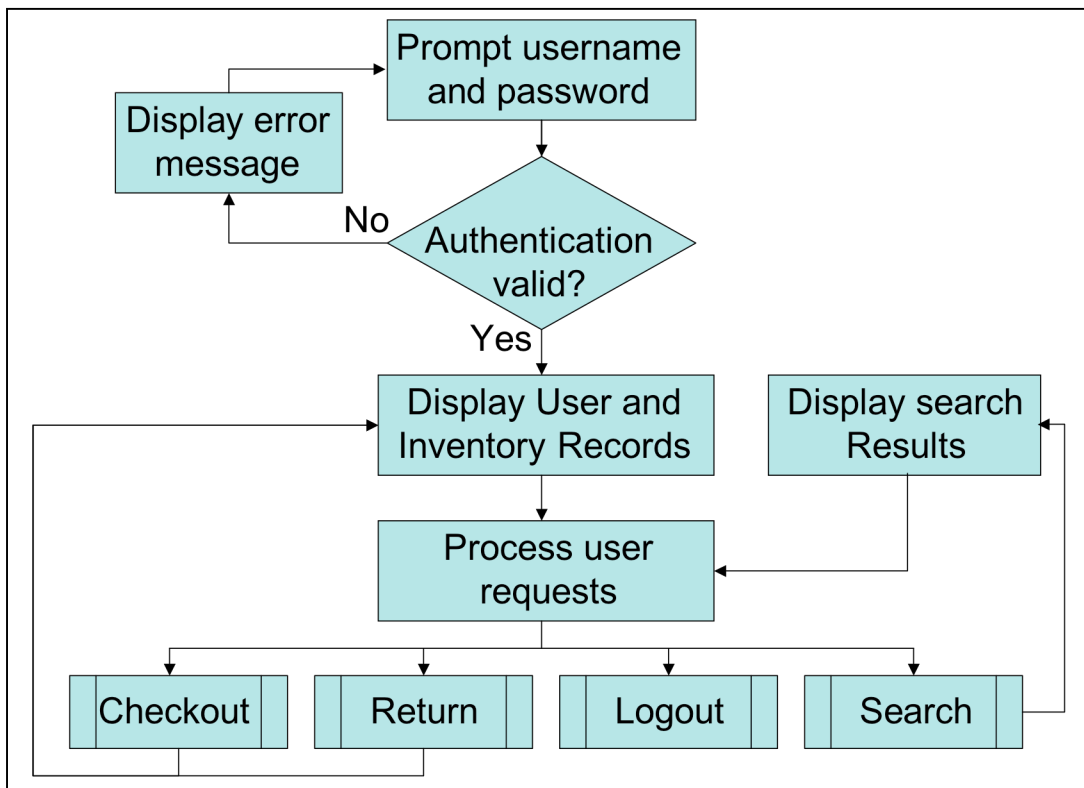 Prompt username
and password
Display error
message
No
Authentication
valid?
Yes
Display User and
Inventory Records
Display search
Results
Process user
requests
Checkout
Return
Logout
Search